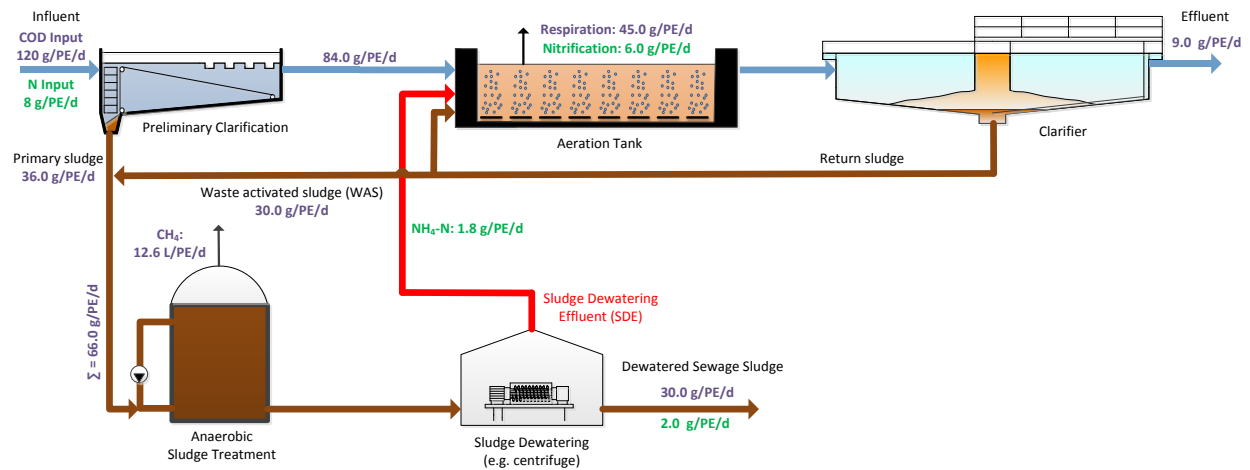 Influent
COD Input
120 g/PE/d
N Input
8 g/PE/d
84.0 g/PE/d
Preliminary Clarification
Respiration: 45.0 g/PE/d
Nitrification: 6.0 g/PE/d
Aeration Tank
Effluent
9.0 g/PE/d
Clarifier
Primary sludge
36.0 g/PE/d
Return sludge
Waste activated sludge (WAS)
30.0 g/PE/d
NH₄-N: 1.8 g/PE/d
CH₄:
12.6 L/PE/d
Σ = 66.0 g/PE/d
Sludge Dewatering
Effluent (SDE)
Dewatered Sewage Sludge
30.0 g/PE/d
2.0 g/PE/d
Anaerobic
Sludge Treatment
Sludge Dewatering
(e.g. centrifuge)